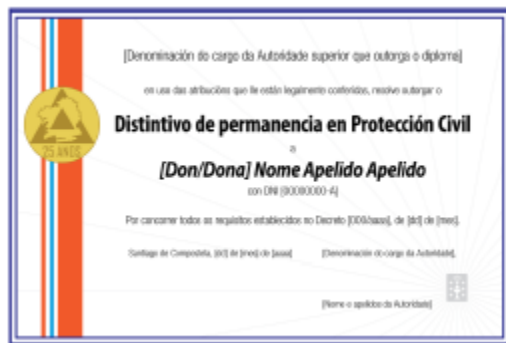 [Denominación do cargo da Autoridade superior que outorga o diploma]
en uso das atribucións que lle están legalmente conferidas, resolve outorgar o
Distintivo de permanencia en Protección Civil
a
[Don/Dona] Nome Apelido Apelido
con DNI [00000000-A]
25 ANOS
Por concorrer todos os requisitos establecidos no Decreto [000/aaaa], de [dd] de [mes].
Santiago de Compostela, [dd] de [mes] de [aaaa]
[Denominación do cargo da Autoridade],
[Nome e apelidos da Autoridade]